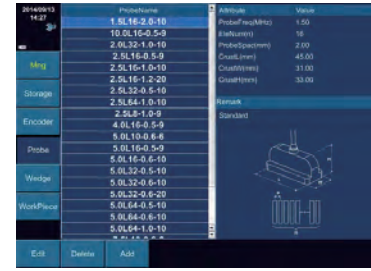 2014/09/13
14:27
Mng
Storage
Encoder
Probe
Wedge
WorkPiece
ProbeName
1.5L16-2.0-10
10.0L16-0.5-9
2.0L32-1.0-10
2.5L16-0.5-9
2.5L16-1.0-10
2.5L16-1.2-20
2.5L32-0.5-10
2.5L64-1.0-10
2.5L8-1.0-9
4.0L16-0.5-9
5.0L10-0.6-6
5.0L16-0.5-9
5.0L16-0.6-10
5.0L32-0.5-10
5.0L32-0.6-10
5.0L32-0.6-20
5.0L64-0.5-10
5.0L64-0.6-10
5.0L64-1.0-10
Attribute Value
ProbeFreq(MHz) 1.50
EleNum(n) 16
ProbeSpac(mm) 2.00
CrustL(mm) 45.00
CrustW(mm) 31.00
CrustH(mm) 33.00
Remark
Standard
Edit Delete Add